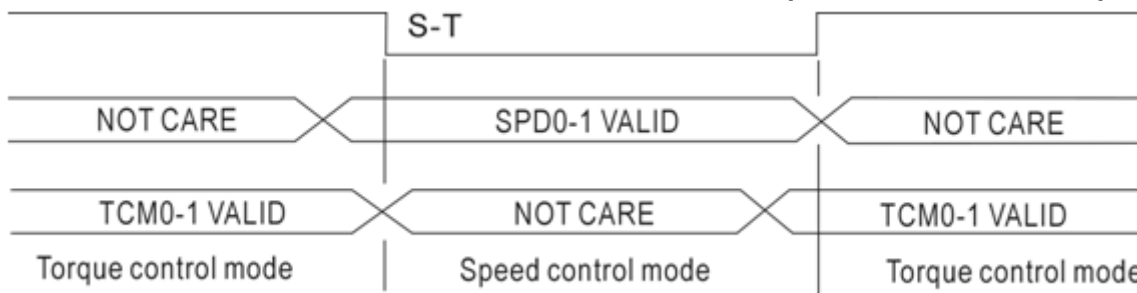 S-T
NOT CARE SPD0-1 VALID NOT CARE
TCM0-1 VALID NOT CARE TCM0-1 VALID
Torque control mode Speed control mode Torque control mode